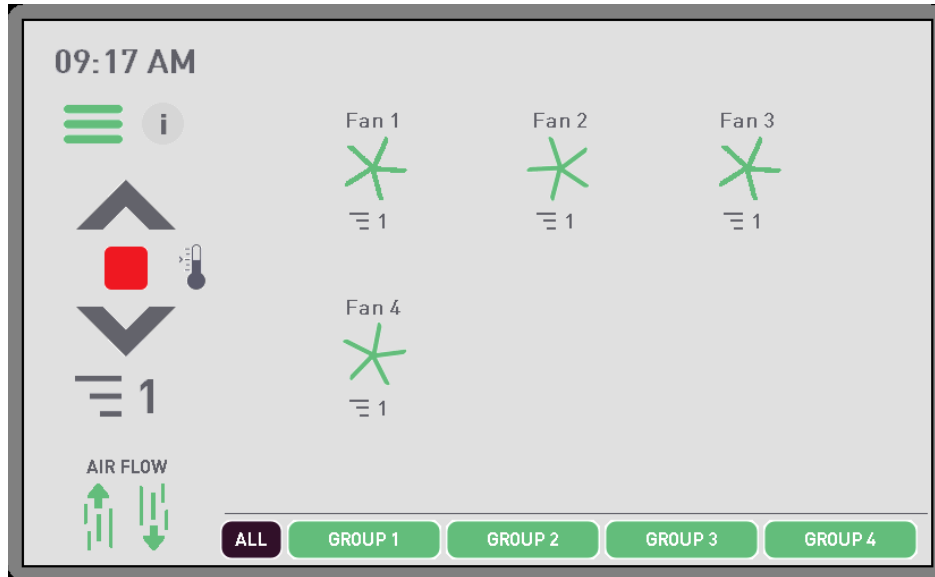 09:17 AM
i
Fan 1 Fan 2 Fan 3
1 1 1
Fan 4
1
1
AIR FLOW
ALL GROUP 1 GROUP 2 GROUP 3 GROUP 4